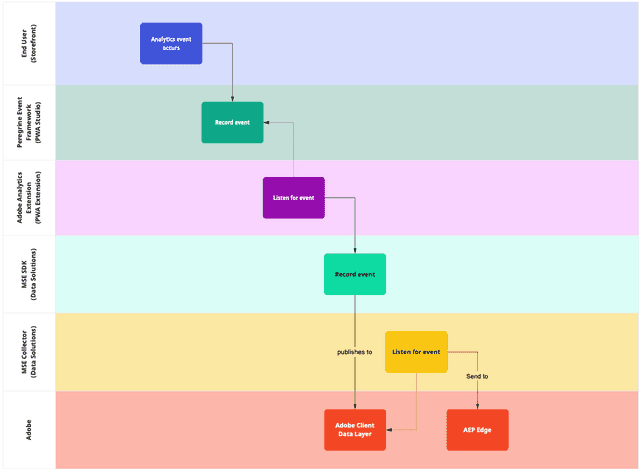 End User
(Storefront)
Analytics event
occurs
Peregrine Event
Framework
(PWA Studio)
Record event
Adobe Analytics
Extension
(PWA Extension)
Listen for event
MSE SDK
(Data Solutions)
Record event
MSE Collector
(Data Solutions)
publishes to
Listen for event
Send to
Adobe
Adobe Client
Data Layer
AEP Edge